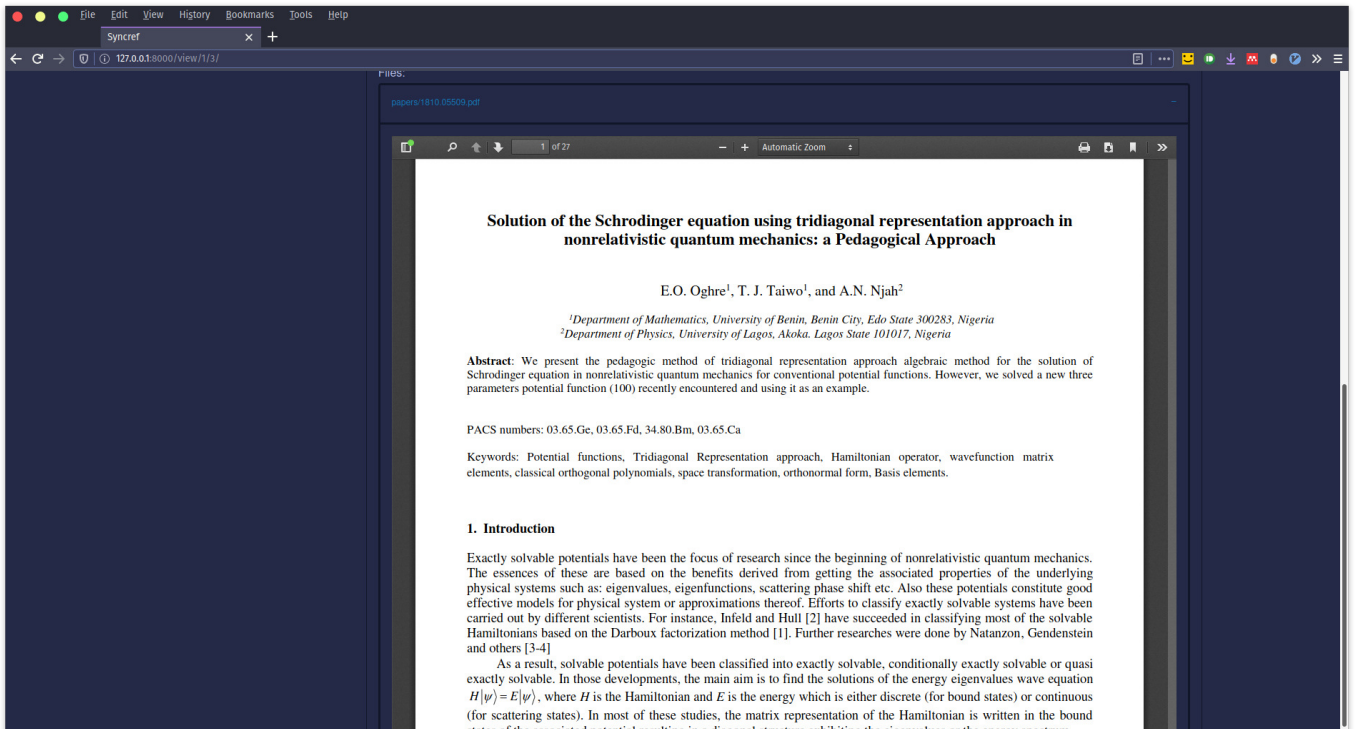 File Edit View History Bookmarks Tools Help
Syncref
127.0.0.1:8000/view/1/3/
Files:
papers/1810.05509.pdf
1 of 27
Automatic Zoom
Solution of the Schrodinger equation using tridiagonal representation approach in
nonrelativistic quantum mechanics: a Pedagogical Approach
E.O. Oghre¹, T. J. Taiwo¹, and A.N. Njah²
¹Department of Mathematics, University of Benin, Benin City, Edo State 300283, Nigeria
²Department of Physics, University of Lagos, Akoka. Lagos State 101017, Nigeria
Abstract: We present the pedagogic method of tridiagonal representation approach algebraic method for the solution of
Schrodinger equation in nonrelativistic quantum mechanics for conventional potential functions. However, we solved a new three
parameters potential function (100) recently encountered and using it as an example.
PACS numbers: 03.65.Ge, 03.65.Fd, 34.80.Bm, 03.65.Ca
Keywords: Potential functions, Tridiagonal Representation approach, Hamiltonian operator, wavefunction matrix
elements, classical orthogonal polynomials, space transformation, orthonormal form, Basis elements.
1. Introduction
Exactly solvable potentials have been the focus of research since the beginning of nonrelativistic quantum mechanics.
The essences of these are based on the benefits derived from getting the associated properties of the underlying
physical systems such as: eigenvalues, eigenfunctions, scattering phase shift etc. Also these potentials constitute good
effective models for physical system or approximations thereof. Efforts to classify exactly solvable systems have been
carried out by different scientists. For instance, Infeld and Hull [2] have succeeded in classifying most of the solvable
Hamiltonians based on the Darboux factorization method [1]. Further researches were done by Natanzon, Gendenstein
and others [3-4]
As a result, solvable potentials have been classified into exactly solvable, conditionally exactly solvable or quasi
exactly solvable. In those developments, the main aim is to find the solutions of the energy eigenvalues wave equation
H|ψ⟩ = E|ψ⟩, where H is the Hamiltonian and E is the energy which is either discrete (for bound states) or continuous
(for scattering states). In most of these studies, the matrix representation of the Hamiltonian is written in the bound